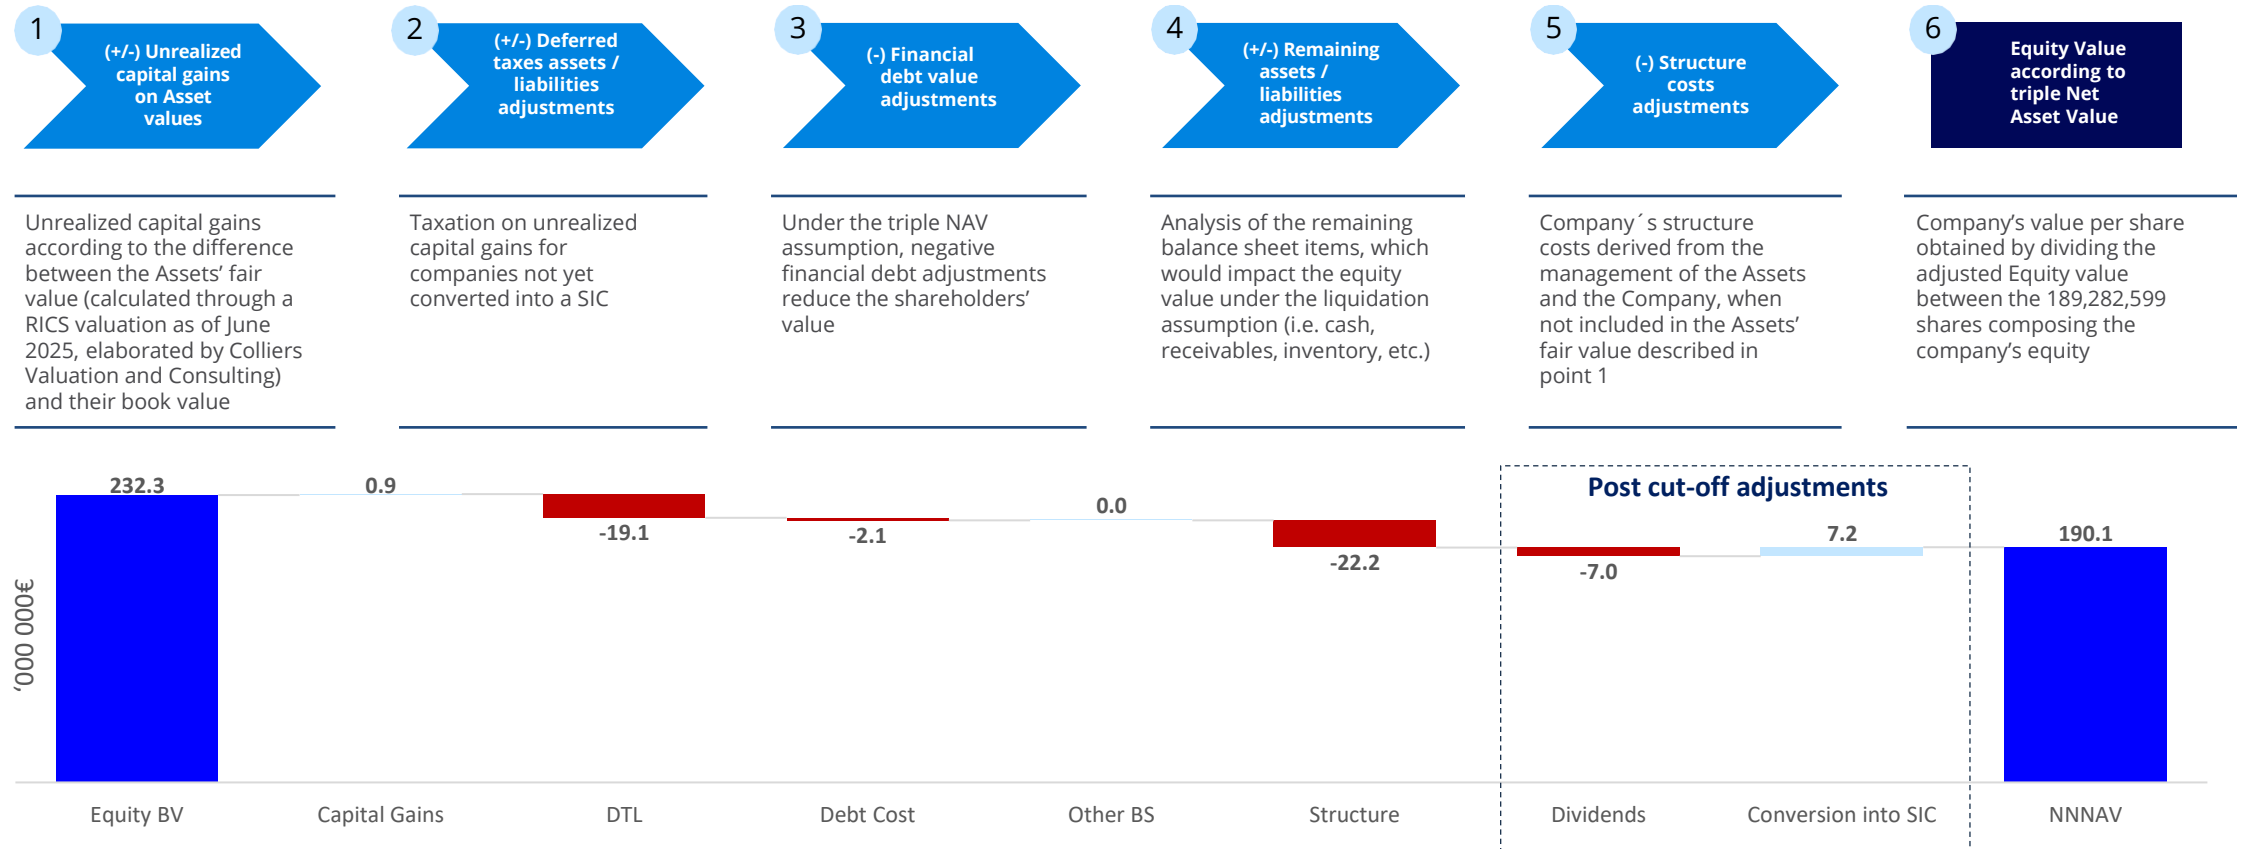 1
(+/-) Unrealized
capital gains
on Asset
values
2
(+/-) Deferred
taxes assets /
liabilities
adjustments
3
(-) Financial
debt value
adjustments
4
(+/-) Remaining
assets /
liabilities
adjustments
5
(-) Structure
costs
adjustments
6
Equity Value
according to
triple Net
Asset Value
Unrealized capital gains
according to the difference
between the Assets’ fair
value (calculated through a
RICS valuation as of June
2025, elaborated by Colliers
Valuation and Consulting)
and their book value
Taxation on unrealized
capital gains for
companies not yet
converted into a SIC
Under the triple NAV
assumption, negative
financial debt adjustments
reduce the shareholders’
value
Analysis of the remaining
balance sheet items, which
would impact the equity
value under the liquidation
assumption (i.e. cash,
receivables, inventory, etc.)
Company´s structure
costs derived from the
management of the Assets
and the Company, when
not included in the Assets’
fair value described in
point 1
Company’s value per share
obtained by dividing the
adjusted Equity value
between the 189,282,599
shares composing the
company’s equity
232.3
0.9
-19.1
-2.1
0.0
-22.2
Post cut-off adjustments
-7.0
7.2
190.1
‘000 000€
Equity BV
Capital Gains
DTL
Debt Cost
Other BS
Structure
Dividends
Conversion into SIC
NNNAV